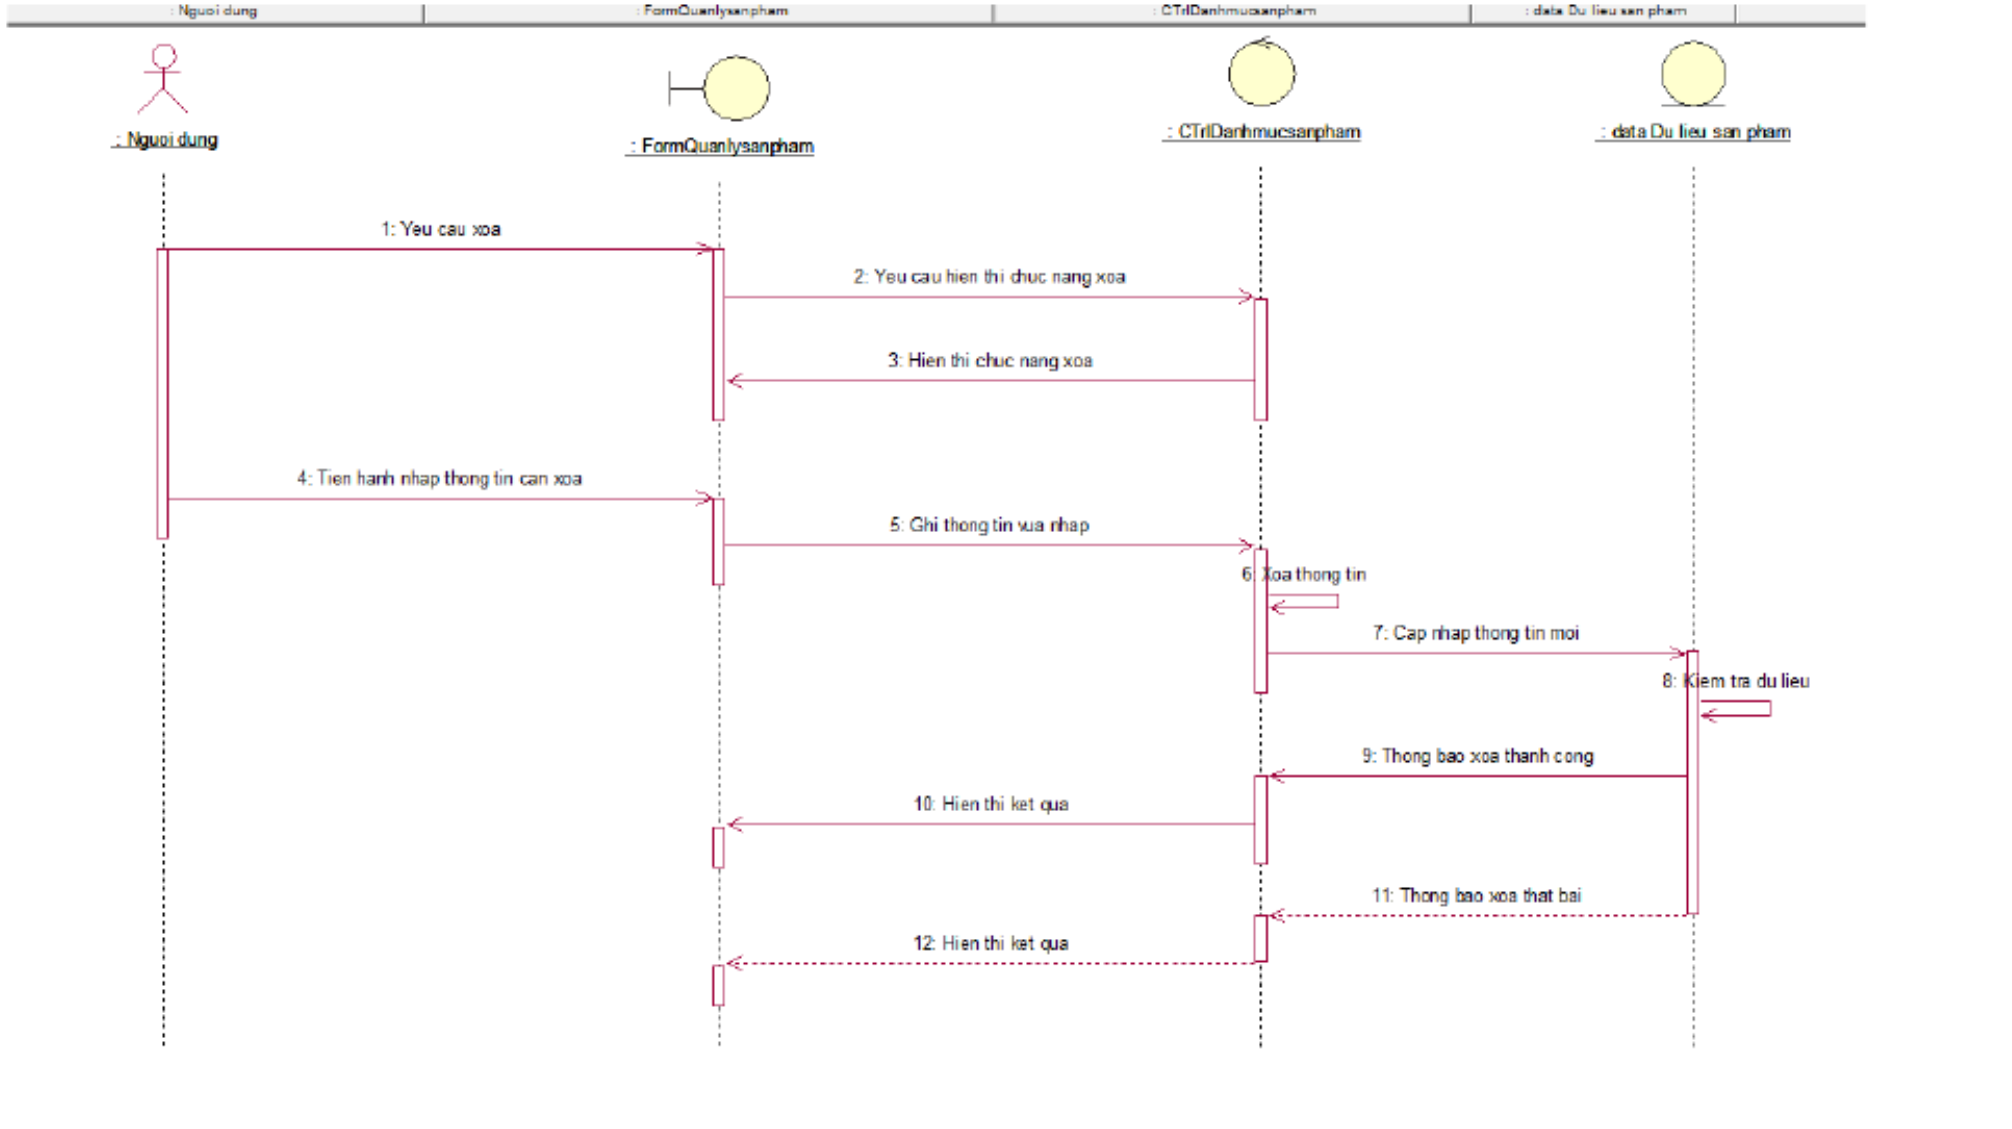 : Nguoi dung
: FormQuanlysanpham
: CTrlDanhmucsanpham
: data Du lieu san pham
: Nguoi dung
: FormQuanlysanpham
: CTrlDanhmucsanpham
: data Du lieu san pham
1: Yeu cau xoa
2: Yeu cau hien thi chuc nang xoa
3: Hien thi chuc nang xoa
4: Tien hanh nhap thong tin can xoa
5: Ghi thong tin vua nhap
6: Xoa thong tin
7: Cap nhap thong tin moi
8: Kiem tra du lieu
9: Thong bao xoa thanh cong
10: Hien thi ket qua
11: Thong bao xoa that bai
12: Hien thi ket qua